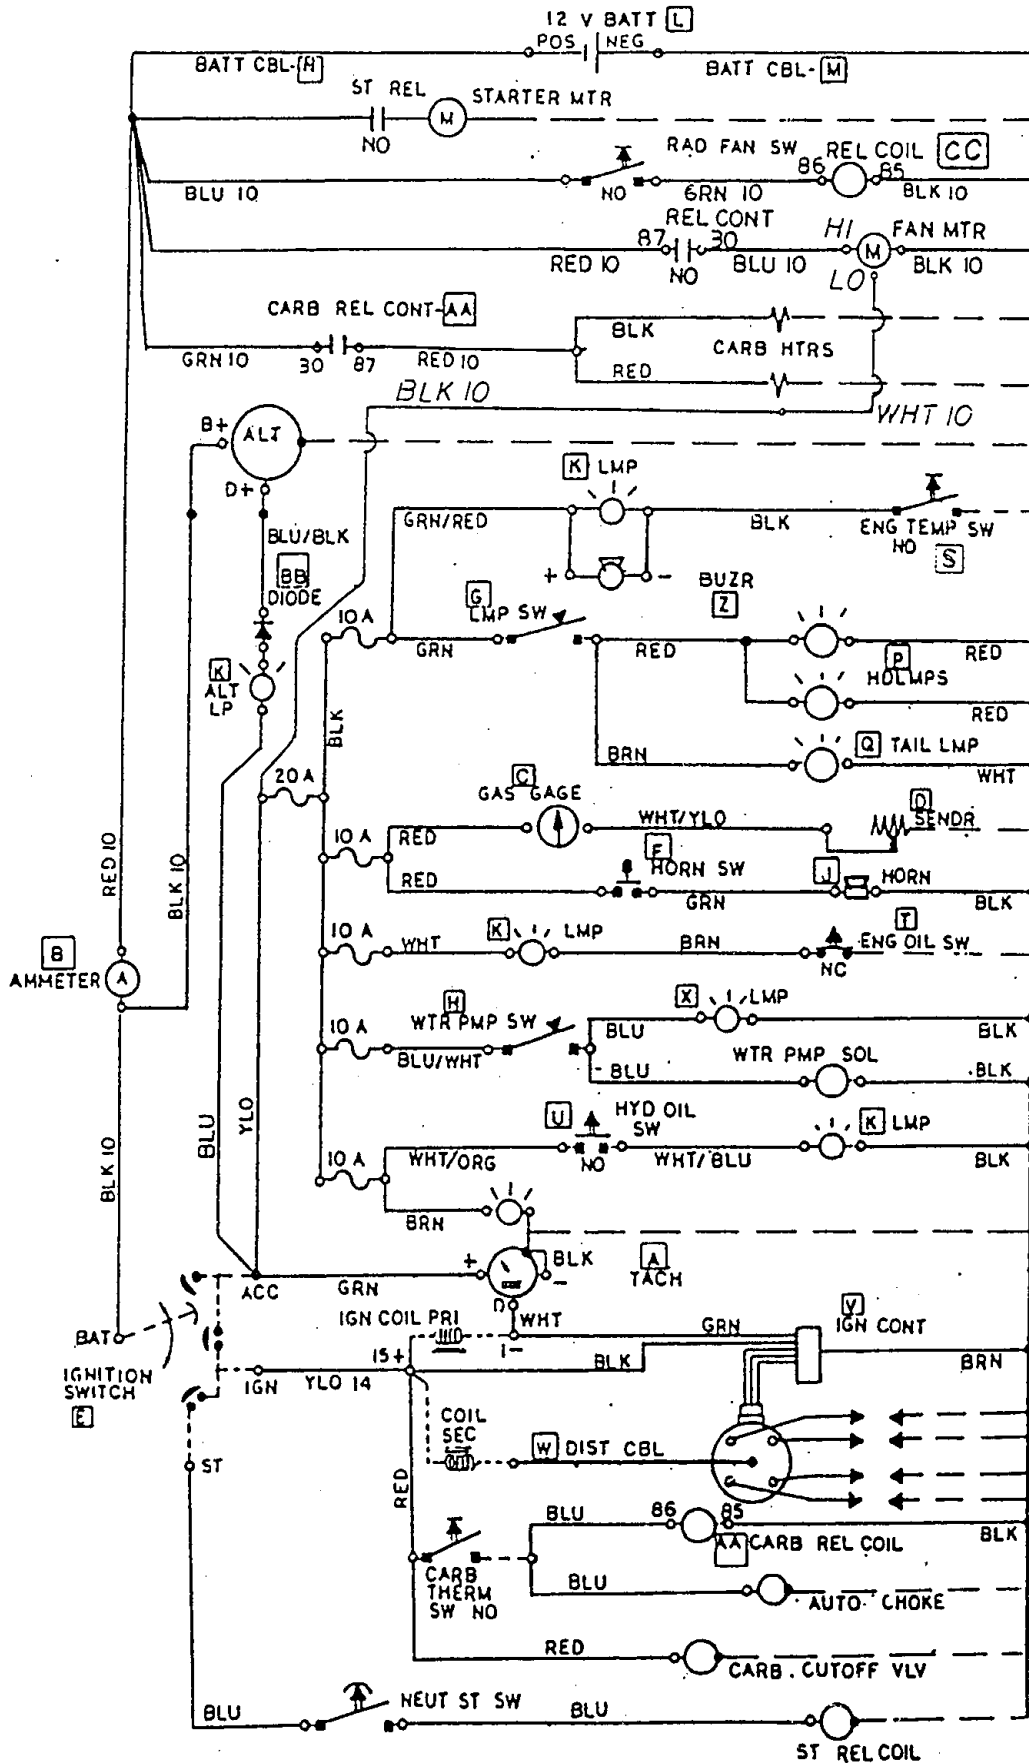 12 V BATT L
POS NEG
BATT CBL-A
BATT CBL-M
ST REL
STARTER MTR
M
NO
RAD FAN SW
REL COIL CC
86 85
BLU 10
NO
GRN 10
BLK 10
REL CONT
87 30
HI
FAN MTR
M
RED 10
NO
BLU 10
BLK 10
LO
CARB REL CONT-AA
BLK
CARB HTRS
GRN 10
30 87
RED 10
RED
BLK 10
WHT 10
B+
ALT
D+
K LMP
GRN/RED
BLK
ENG TEMP SW
NO
S
BLU/BLK
BB
DIODE
+ -
BUZR
Z
G
LMP SW
10 A
GRN
RED
RED
P
HDLMPS
K
ALT
LP
RED
BLK
BRN
Q TAIL LMP
WHT
20 A
C
GAS GAGE
10 A
RED
WHT/YLO
D
SENDR
F
HORN SW
RED
GRN
J
HORN
BLK
RED 10
BLK 10
10 A
WHT
K LMP
BRN
T
ENG OIL SW
NC
B
AMMETER
A
H
WTR PMP SW
10 A
BLU/WHT
X LMP
BLU
BLK
WTR PMP SOL
BLU
BLK
BLU
YLO
BLK 10
U
HYD OIL
SW
10 A
WHT/ORG
NO
WHT/BLU
K LMP
BLK
BRN
+
BLK
-
A
TACH
ACC
GRN
D
WHT
IGN COIL PRI
1-
GRN
V
IGN CONT
BAT
15+
BLK
BRN
IGNITION
SWITCH
E
IGN
YLO 14
COIL
SEC
W DIST CBL
ST
RED
BLU
86 85
BLK
AA CARB REL COIL
CARB
THERM
SW NO
BLU
AUTO CHOKE
RED
CARB. CUTOFF VLV
BLU
NEUT ST SW
BLU
ST REL COIL